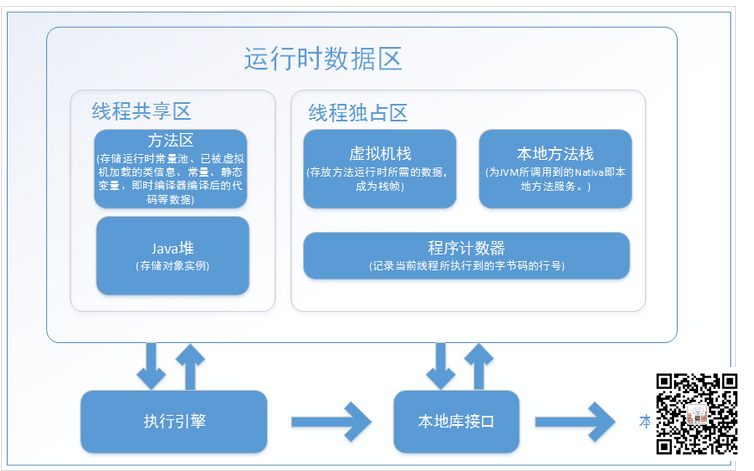 运行时数据区
线程共享区
方法区
(存储运行时常量池、已被虚拟
机加载的类信息、常量、静态
变量、即时编译器编译后的代
码等数据)
Java堆
(存储对象实例)
线程独占区
虚拟机栈
(存放方法运行时所需的数据，
成为栈帧)
本地方法栈
(为JVM所调用到的Nativa即本
地方法服务。)
程序计数器
(记录当前线程所执行到的字节码的行号)
执行引擎
本地库接口
本